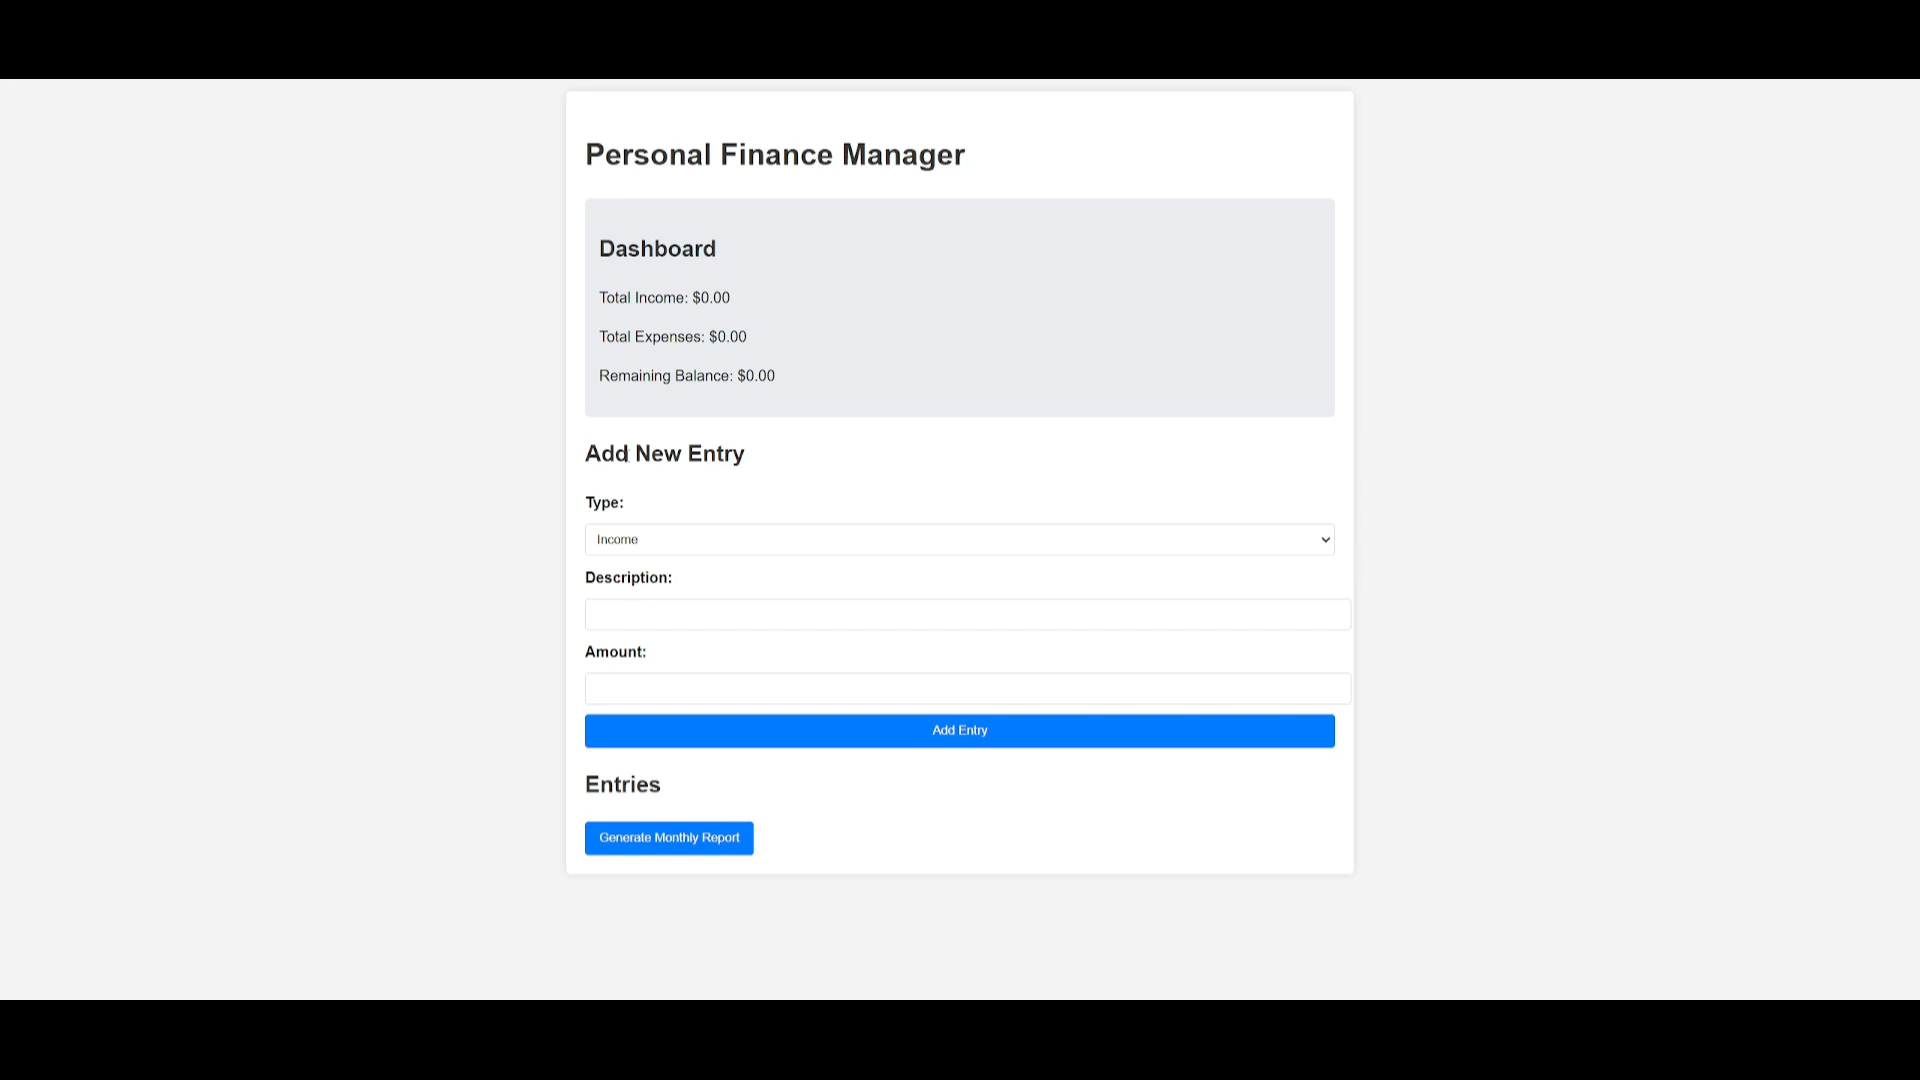 Personal Finance Manager
Dashboard
Total Income: $0.00
Total Expenses: $0.00
Remaining Balance: $0.00
Add New Entry
Type:
Income
Description:
Amount:
Add Entry
Entries
Generate Monthly Report